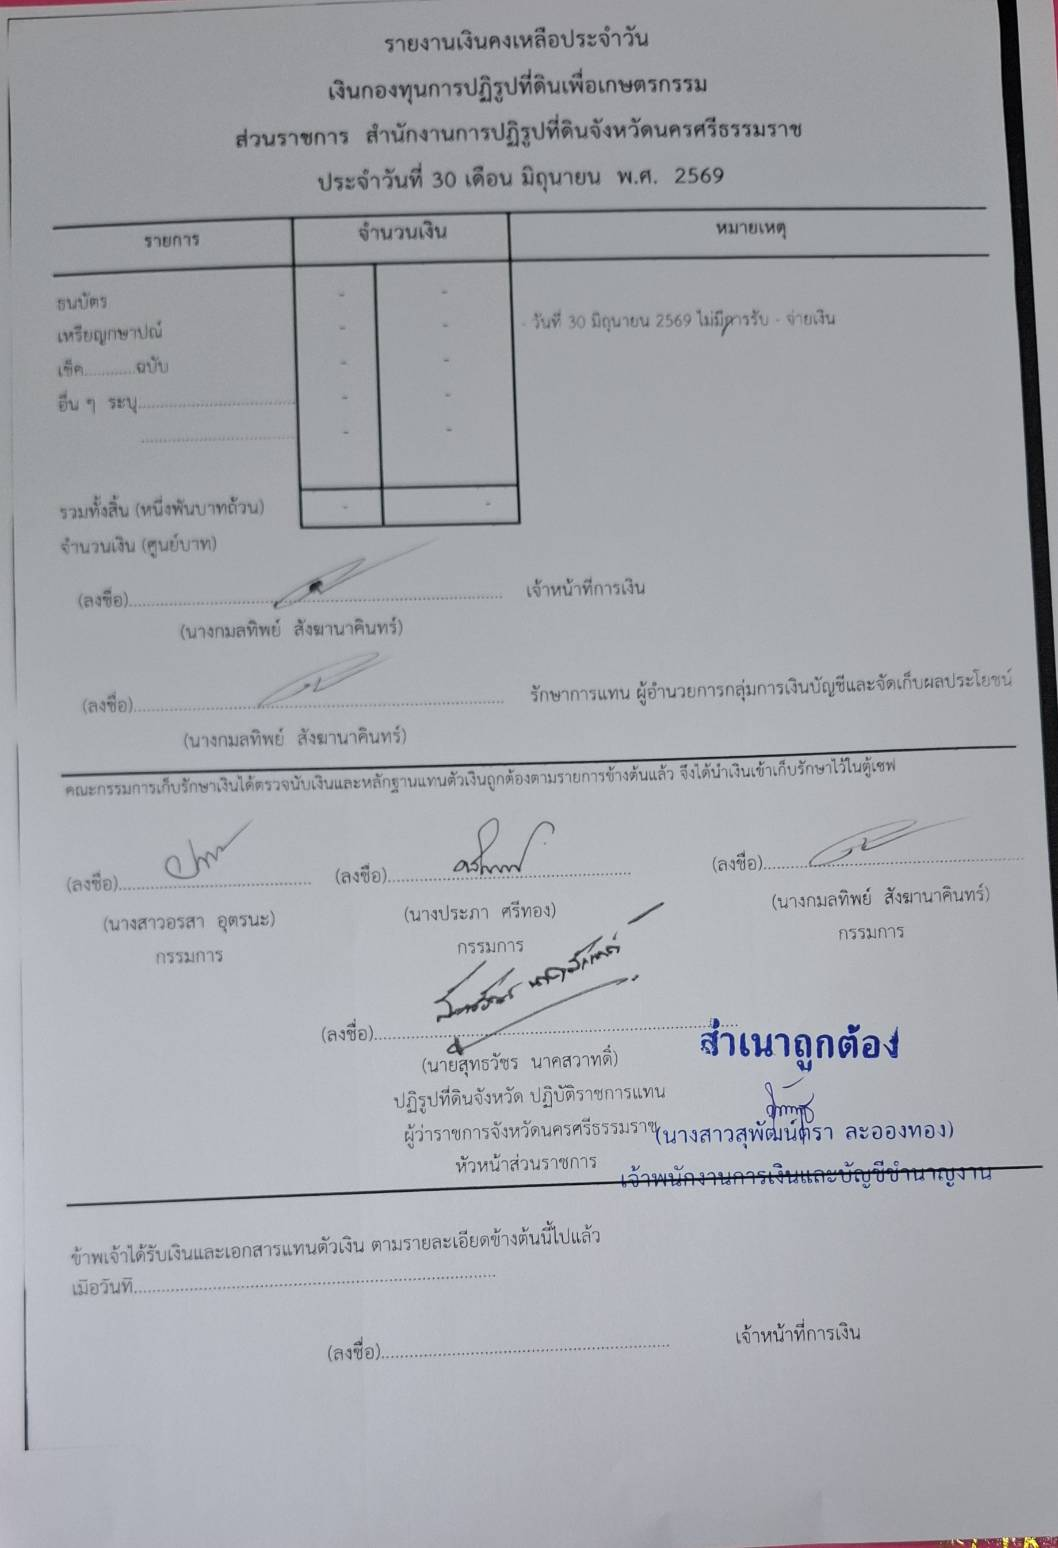 รายงานเงินคงเหลือประจำวัน
เงินกองทุนการปฏิรูปที่ดินเพื่อเกษตรกรรม
ส่วนราชการ สำนักงานการปฏิรูปที่ดินจังหวัดนครศรีธรรมราช
ประจำวันที่ 30 เดือน มิถุนายน พ.ศ. 2569
รายการ จำนวนเงิน หมายเหตุ
ธนบัตร - -
เหรียญกษาปณ์ - - - วันที่ 30 มิถุนายน 2569 ไม่มีการรับ - จ่ายเงิน
เช็ค............ฉบับ - -
อื่น ๆ ระบุ.................................... - -
.................................... - -
รวมทั้งสิ้น (หนึ่งพันบาทถ้วน) - -
จำนวนเงิน (ศูนย์บาท)
(ลงชื่อ)........................................ เจ้าหน้าที่การเงิน
(นางกมลทิพย์ สังฆานาคินทร์)
(ลงชื่อ)........................................ รักษาการแทน ผู้อำนวยการกลุ่มการเงินบัญชีและจัดเก็บผลประโยชน์
(นางกมลทิพย์ สังฆานาคินทร์)
คณะกรรมการเก็บรักษาเงินได้ตรวจนับเงินและหลักฐานแทนตัวเงินถูกต้องตามรายการข้างต้นแล้ว จึงได้นำเงินเข้าเก็บรักษาไว้ในตู้เซฟ
(ลงชื่อ)........................ (ลงชื่อ)........................ (ลงชื่อ)........................
(นางสาวอรสา อุตรนะ) (นางประภา ศรีทอง) (นางกมลทิพย์ สังฆานาคินทร์)
กรรมการ กรรมการ กรรมการ
(ลงชื่อ)........................................
(นายสุทธวัชร นาคสวาทดิ์)
ปฏิรูปที่ดินจังหวัด ปฏิบัติราชการแทน
ผู้ว่าราชการจังหวัดนครศรีธรรมราช
หัวหน้าส่วนราชการ
สำเนาถูกต้อง
(นางสาวสุพัฒน์ตรา ละอองทอง)
เจ้าพนักงานการเงินและบัญชีชำนาญงาน
ข้าพเจ้าได้รับเงินและเอกสารแทนตัวเงิน ตามรายละเอียดข้างต้นนี้ไปแล้ว
เมื่อวันที่........................................
(ลงชื่อ)........................................ เจ้าหน้าที่การเงิน